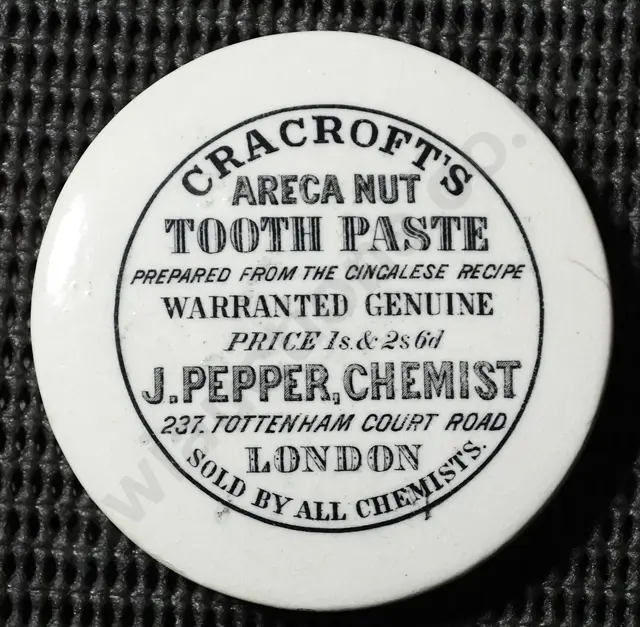 CRACROFT'S
ARECA NUT
TOOTH PASTE
PREPARED FROM THE CINGALESE RECIPE
WARRANTED GENUINE
PRICE 1s. & 2s 6d
J. PEPPER, CHEMIST
237. TOTTENHAM COURT ROAD
LONDON
SOLD BY ALL CHEMISTS.